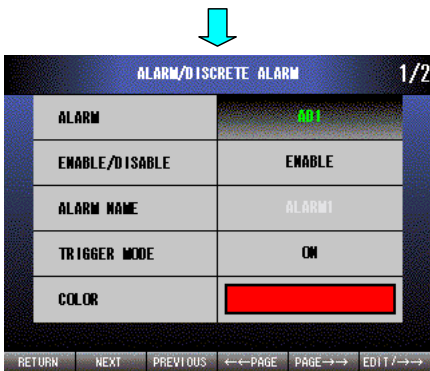 ALARM/DISCRETE ALARM 1/2
ALARM AD1
ENABLE/DISABLE ENABLE
ALARM NAME ALARM1
TRIGGER MODE ON
COLOR
RETURN NEXT PREVIOUS ←←PAGE PAGE→→ EDIT/→→